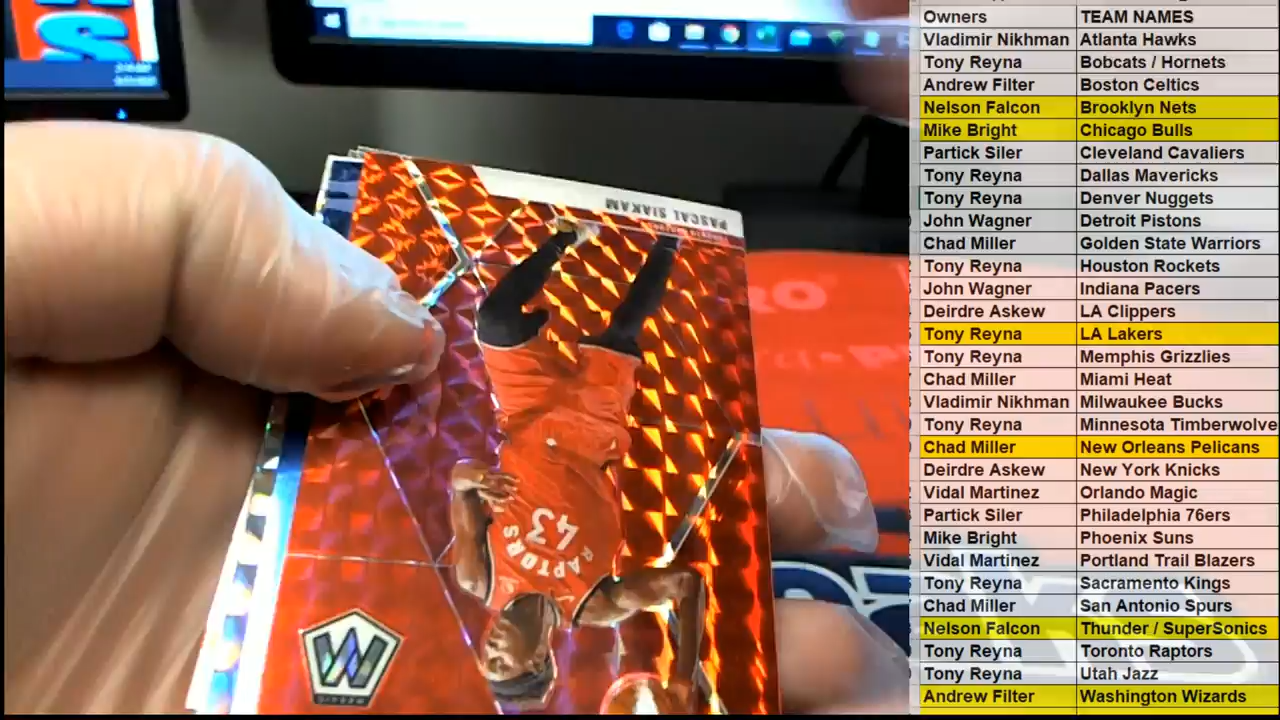 Owners TEAM NAMES
Vladimir Nikhman Atlanta Hawks
Tony Reyna Bobcats / Hornets
Andrew Filter Boston Celtics
Nelson Falcon Brooklyn Nets
Mike Bright Chicago Bulls
Partick Siler Cleveland Cavaliers
Tony Reyna Dallas Mavericks
Tony Reyna Denver Nuggets
John Wagner Detroit Pistons
Chad Miller Golden State Warriors
Tony Reyna Houston Rockets
John Wagner Indiana Pacers
Deirdre Askew LA Clippers
Tony Reyna LA Lakers
Tony Reyna Memphis Grizzlies
Chad Miller Miami Heat
Vladimir Nikhman Milwaukee Bucks
Tony Reyna Minnesota Timberwolve
Chad Miller New Orleans Pelicans
Deirdre Askew New York Knicks
Vidal Martinez Orlando Magic
Partick Siler Philadelphia 76ers
Mike Bright Phoenix Suns
Vidal Martinez Portland Trail Blazers
Tony Reyna Sacramento Kings
Chad Miller San Antonio Spurs
Nelson Falcon Thunder / SuperSonics
Tony Reyna Toronto Raptors
Tony Reyna Utah Jazz
Andrew Filter Washington Wizards
PASCAL SIAKAM
RAPTORS
43